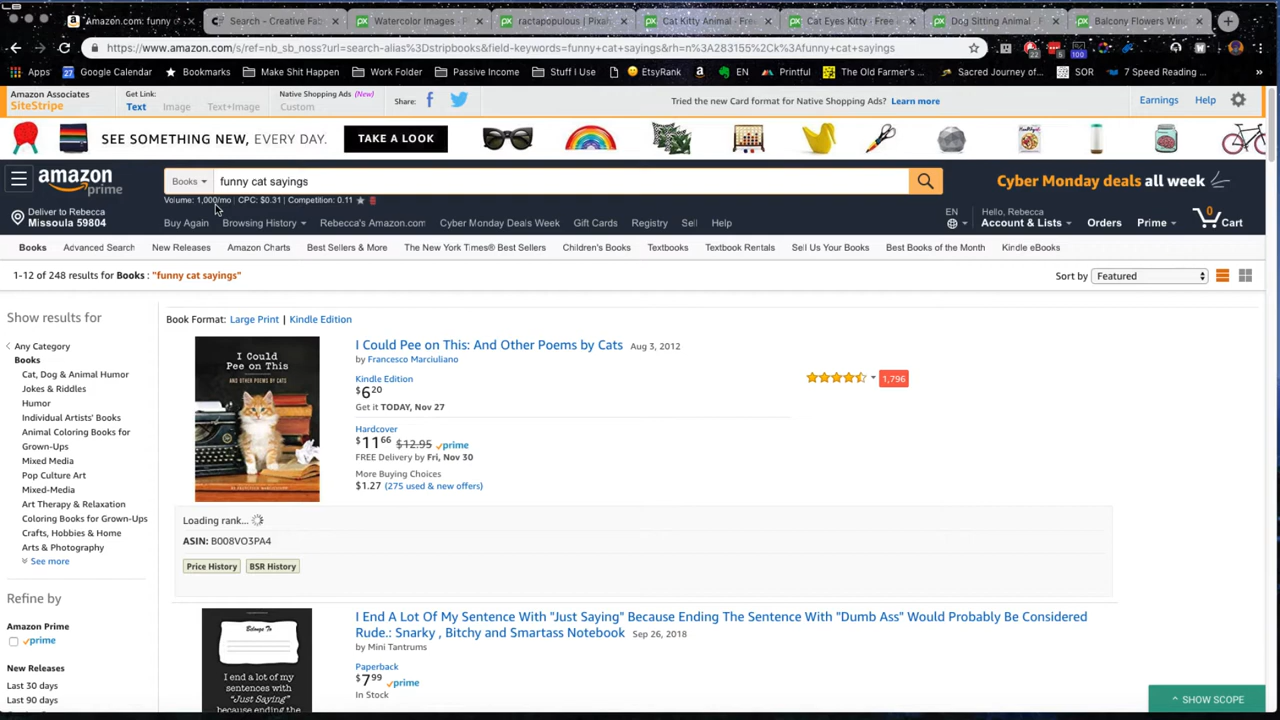 Amazon.com: funny c
Search - Creative Fa
Watercolor Images
ractapopulous | Pixa
Cat Kitty Animal - Fre
Cat Eyes Kitty - Free
Dog Sitting Animal
Balcony Flowers Win
https://www.amazon.com/s/ref=nb_sb_noss?url=search-alias%3Dstripbooks&field-keywords=funny+cat+sayings&rh=n%3A283155%2Ck%3Afunny+cat+sayings
Apps Google Calendar Bookmarks Make Shit Happen Work Folder Passive Income Stuff I Use EtsyRank EN Printful The Old Farmer's ... Sacred Journey of... SOR 7 Speed Reading ...
Amazon Associates
SiteStripe
Get Link:
Text Image Text+Image
Native Shopping Ads (New)
Custom
Share:
Tried the new Card format for Native Shopping Ads? Learn more
Earnings Help
SEE SOMETHING NEW, EVERY DAY. TAKE A LOOK
amazon
prime
Books funny cat sayings
Cyber Monday deals all week
Volume: 1,000/mo | CPC: $0.31 | Competition: 0.11
Deliver to Rebecca
Missoula 59804
Buy Again Browsing History Rebecca's Amazon.com Cyber Monday Deals Week Gift Cards Registry Sell Help
EN
Hello, Rebecca
Account & Lists Orders Prime 0 Cart
Books Advanced Search New Releases Amazon Charts Best Sellers & More The New York Times® Best Sellers Children's Books Textbooks Textbook Rentals Sell Us Your Books Best Books of the Month Kindle eBooks
1-12 of 248 results for Books : "funny cat sayings"
Sort by Featured
Show results for
Any Category
Books
Cat, Dog & Animal Humor
Jokes & Riddles
Humor
Individual Artists' Books
Animal Coloring Books for
Grown-Ups
Mixed Media
Pop Culture Art
Mixed-Media
Art Therapy & Relaxation
Coloring Books for Grown-Ups
Crafts, Hobbies & Home
Arts & Photography
See more
Refine by
Amazon Prime
prime
New Releases
Last 30 days
Last 90 days
Book Format: Large Print | Kindle Edition
I Could
Pee on This
AND OTHER POEMS BY CATS
I Could Pee on This: And Other Poems by Cats Aug 3, 2012
by Francesco Marciuliano
Kindle Edition
$6 20
Get it TODAY, Nov 27
Hardcover
$11 66 $12.95 prime
FREE Delivery by Fri, Nov 30
More Buying Choices
$1.27 (275 used & new offers)
1,796
Loading rank...
ASIN: B008VO3PA4
Price History BSR History
Belongs To
I end a lot of my
sentences with
"Just Saying"
because ending the
I End A Lot Of My Sentence With "Just Saying" Because Ending The Sentence With "Dumb Ass" Would Probably Be Considered
Rude.: Snarky , Bitchy and Smartass Notebook Sep 26, 2018
by Mini Tantrums
Paperback
$7 99 prime
In Stock
SHOW SCOPE